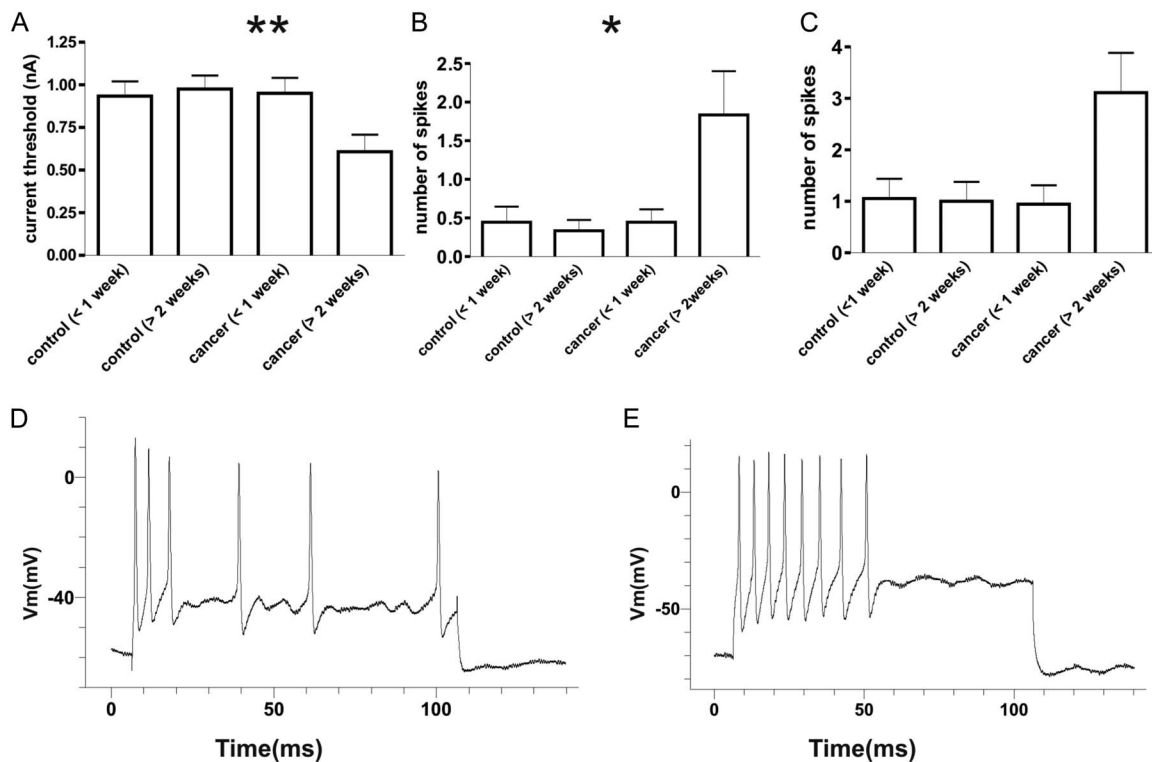 A
**
current threshold (nA)
1.25
1.00
0.75
0.50
0.25
0.00
control (< 1 week)
control (> 2 weeks)
cancer (< 1 week)
cancer (> 2 weeks)
B
*
number of spikes
2.5
2.0
1.5
1.0
0.5
0.0
control (< 1 week)
control (> 2 weeks)
cancer (< 1 week)
cancer (> 2weeks)
C
number of spikes
4
3
2
1
0
control (<1 week)
control (> 2 weeks)
cancer (< 1 week)
cancer (> 2 weeks)
D
Vm(mV)
0
-40
0
50
100
Time(ms)
E
Vm(mV)
0
-50
0
50
100
Time(ms)